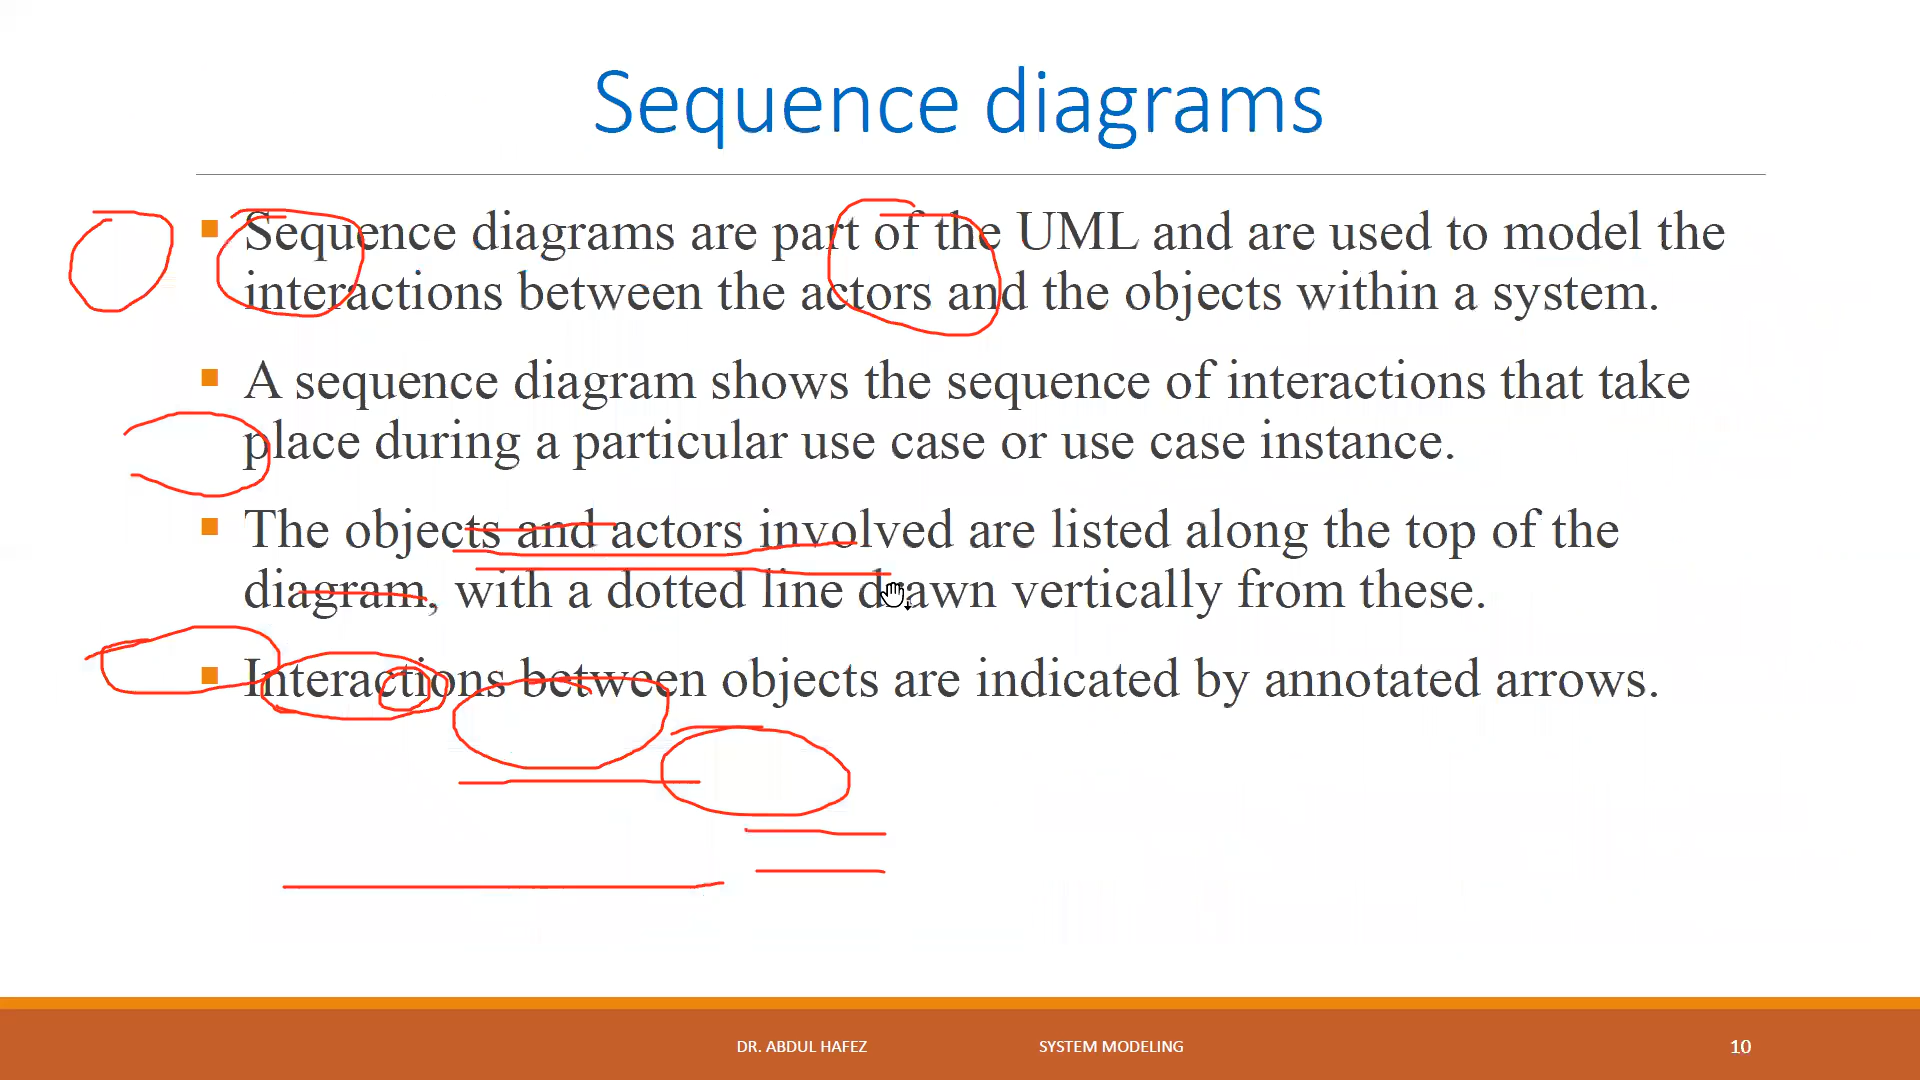 Sequence diagrams
Sequence diagrams are part of the UML and are used to model the
interactions between the actors and the objects within a system.
A sequence diagram shows the sequence of interactions that take
place during a particular use case or use case instance.
The objects and actors involved are listed along the top of the
diagram, with a dotted line drawn vertically from these.
Interactions between objects are indicated by annotated arrows.
DR. ABDUL HAFEZ SYSTEM MODELING 10